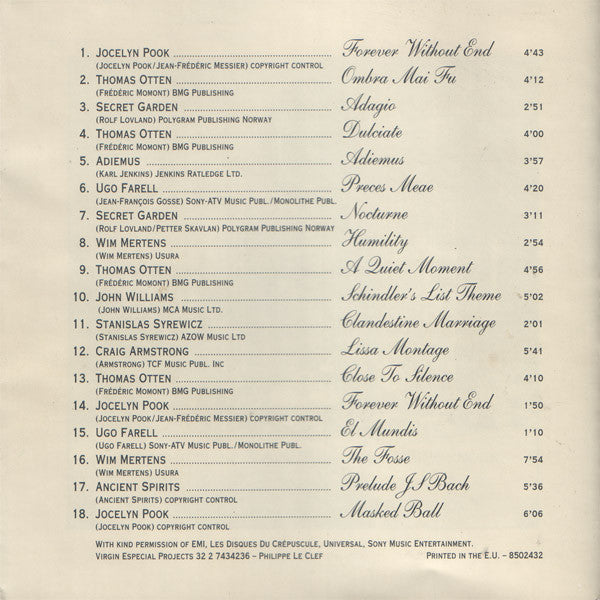 1. Jocelyn Pook ........ Forever Without End 4'43
(Jocelyn Pook/Jean-Frédéric Messier) copyright control
2. Thomas Otten ........ Ombra Mai Fu 4'12
(Frédéric Momont) BMG Publishing
3. Secret Garden ........ Adagio 2'51
(Rolf Lovland) Polygram Publishing Norway
4. Thomas Otten ........ Dulciate 4'00
(Frédéric Momont) BMG Publishing
5. Adiemus ........ Adiemus 3'57
(Karl Jenkins) Jenkins Ratledge Ltd.
6. Ugo Farell ........ Preces Meae 4'20
(Jean-François Gosse) Sony-ATV Music Publ./Monolithe Publ.
7. Secret Garden ........ Nocturne 3'11
(Rolf Lovland/Petter Skavlan) Polygram Publishing Norway
8. Wim Mertens ........ Humility 2'54
(Wim Mertens) Usura
9. Thomas Otten ........ A Quiet Moment 4'56
(Frédéric Momont) BMG Publishing
10. John Williams ........ Schindler's List Theme 5'02
(John Williams) MCA Music Ltd.
11. Stanislas Syrewicz ........ Clandestine Marriage 2'01
(Stanislas Syrewicz) AZOW Music Ltd
12. Craig Armstrong ........ Lissa Montage 5'41
(Armstrong) TCF Music Publ. Inc
13. Thomas Otten ........ Close To Silence 4'10
(Frédéric Momont) BMG Publishing
14. Jocelyn Pook ........ Forever Without End 1'50
(Jocelyn Pook/Jean-Frédéric Messier) copyright control
15. Ugo Farell ........ El Mundis 1'10
(Ugo Farell) Sony-ATV Music Publ./Monolithe Publ.
16. Wim Mertens ........ The Fosse 7'54
(Wim Mertens) Usura
17. Ancient Spirits ........ Prelude J S Bach 5'36
(Ancient Spirits) copyright control
18. Jocelyn Pook ........ Masked Ball 6'06
(Jocelyn Pook) copyright control
With kind permission of EMI, Les Disques Du Crépuscule, Universal, Sony Music Entertainment.
Virgin Especial Projects 32 2 7434236 – Philippe Le Clef Printed in the E.U. – 8502432